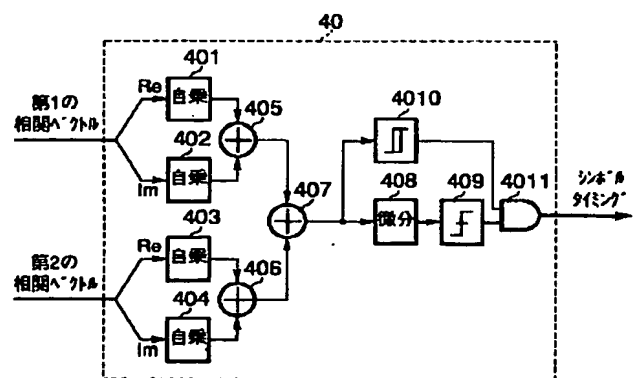 40
401
第1の
相関ベクトル
Re
自乗
405
402
Im
自乗
4010
407
408
409
4011
シンボル
タイミング
微分
403
第2の
相関ベクトル
Re
自乗
406
404
Im
自乗